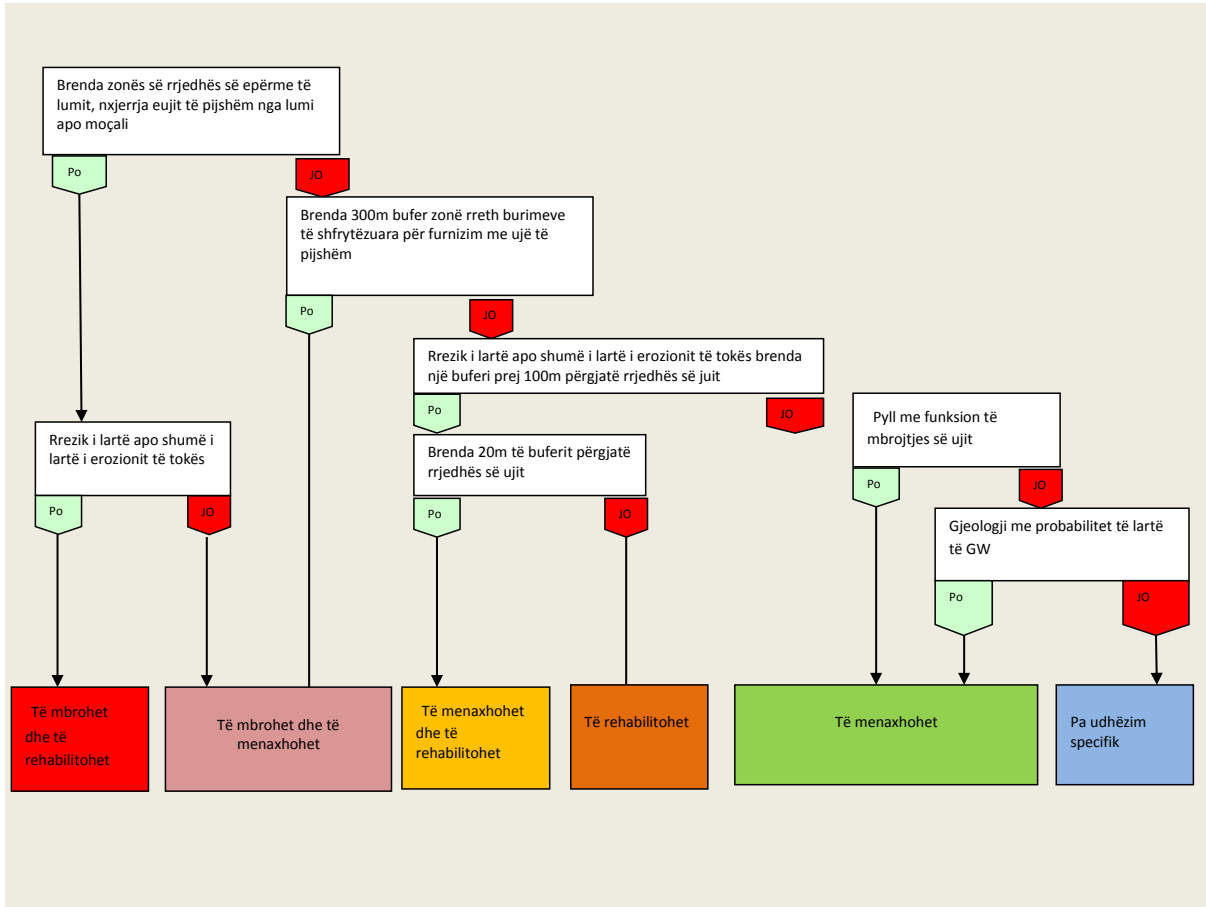 Brenda zonës së rrjedhës së epërme të
lumit, nxjerrja eujit të pijshëm nga lumi
apo moçali
Po
JO
Brenda 300m bufer zonë rreth burimeve
të shfrytëzuara për furnizim me ujë të
pijshëm
Po
JO
Rrezik i lartë apo shumë i lartë i erozionit të tokës brenda
një buferi prej 100m përgjatë rrjedhës së juit
Po
JO
Rrezik i lartë apo shumë i
lartë i erozionit të tokës
Po
JO
Brenda 20m të buferit përgjatë
rrjedhës së ujit
Po
JO
Pyll me funksion të
mbrojtjes së ujit
Po
JO
Gjeologji me probabilitet të lartë
të GW
Po
JO
Të mbrohet
dhe të
rehabilitohet
Të mbrohet dhe të
menaxhohet
Të menaxhohet
dhe të
rehabilitohet
Të rehabilitohet
Të menaxhohet
Pa udhëzim
specifik